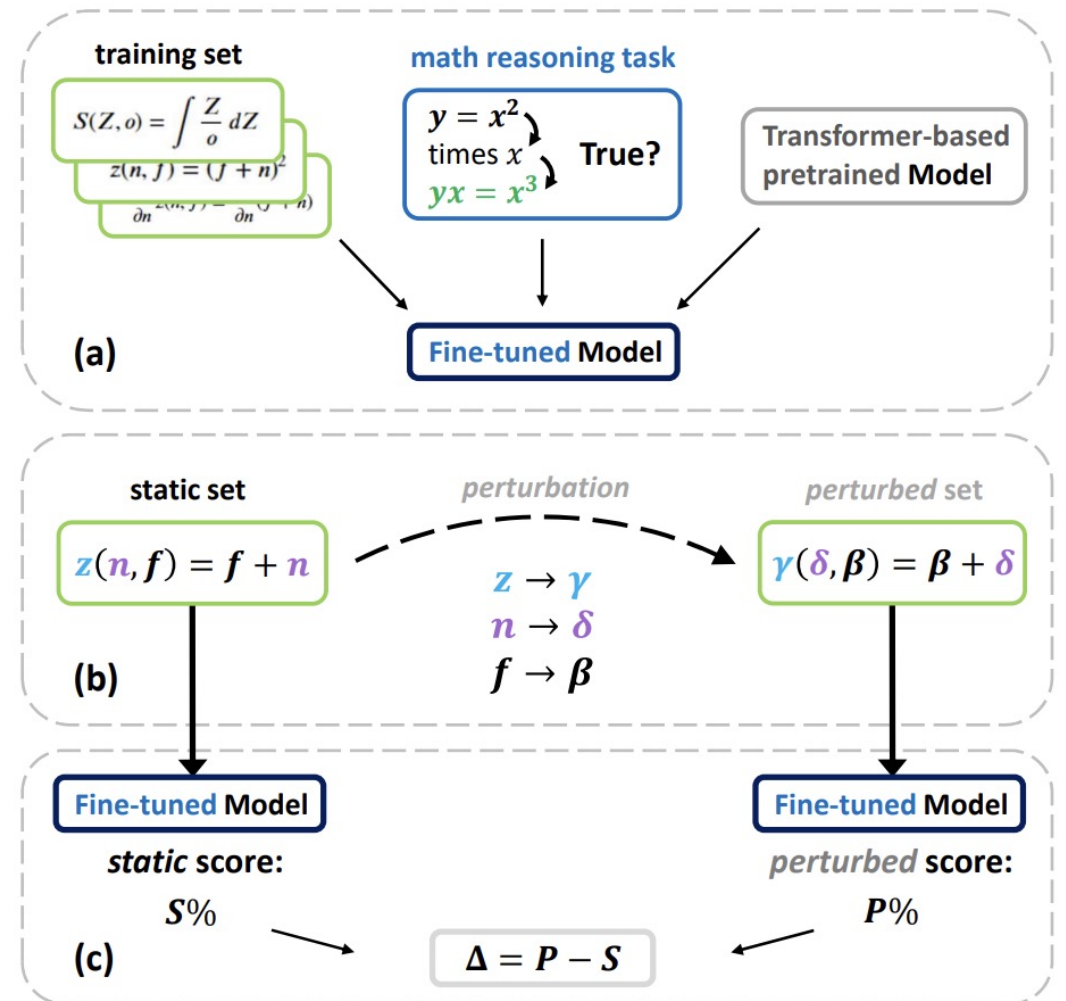 training set
S(Z, o) = ∫ Z/o dZ
z(n, f) = (f + n)²
∂n ∂n n)
math reasoning task
y = x²
times x
yx = x³
True?
Transformer-based
pretrained Model
Fine-tuned Model
(a)
static set
perturbation
perturbed set
z(n, f) = f + n
γ(δ, β) = β + δ
z → γ
n → δ
f → β
(b)
Fine-tuned Model
Fine-tuned Model
static score:
S%
perturbed score:
P%
Δ = P − S
(c)